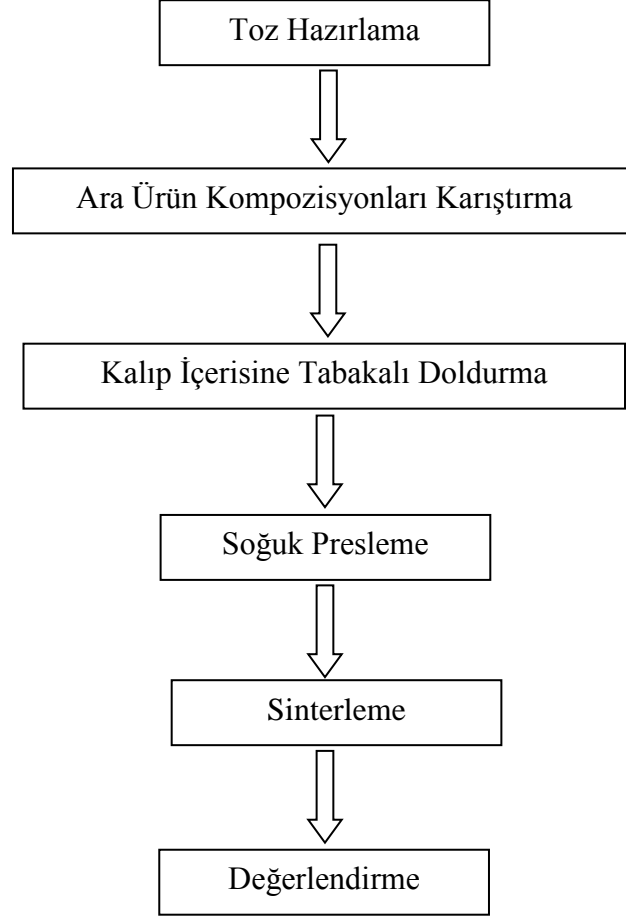 Toz Hazırlama
Ara Ürün Kompozisyonları Karıştırma
Kalıp İçerisine Tabakalı Doldurma
Soğuk Presleme
Sinterleme
Değerlendirme